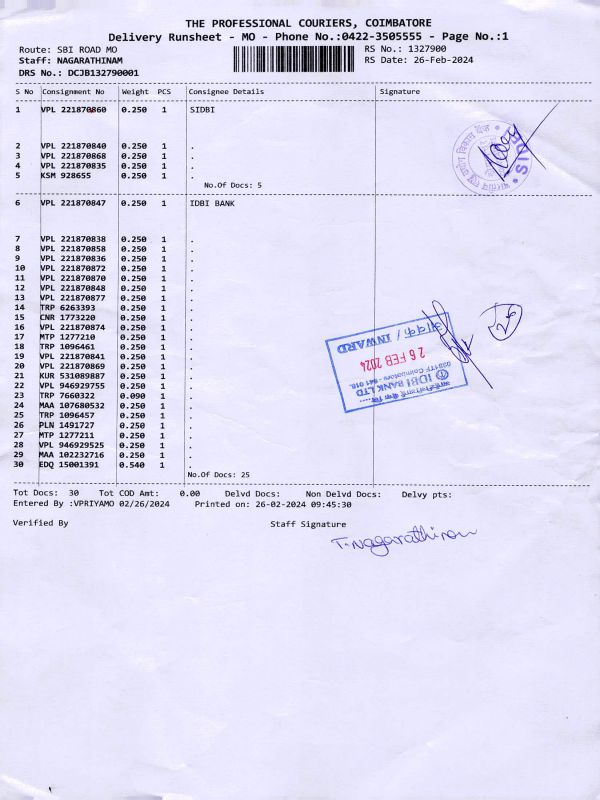 THE PROFESSIONAL COURIERS, COIMBATORE
Delivery Runsheet - MO - Phone No.:0422-3505555 - Page No.:1
Route: SBI ROAD MO RS No.: 1327900
Staff: NAGARATHINAM RS Date: 26-Feb-2024
DRS No.: DCJB132790001
S No Consignment No Weight PCS Consignee Details Signature
1 VPL 221870860 0.250 1 SIDBI
2 VPL 221870840 0.250 1 .
3 VPL 221870868 0.250 1 .
4 VPL 221870835 0.250 1 .
5 KSM 928655 0.250 1 .
No.Of Docs: 5
SIDBI
6 VPL 221870847 0.250 1 IDBI BANK
7 VPL 221870838 0.250 1 .
8 VPL 221870858 0.250 1 .
9 VPL 221870836 0.250 1 .
10 VPL 221870872 0.250 1 .
11 VPL 221870870 0.250 1 .
12 VPL 221870848 0.250 1 .
13 VPL 221870877 0.250 1 .
14 TRP 6263393 0.250 1 .
15 CNR 1773220 0.250 1 .
16 VPL 221870874 0.250 1 .
17 MTP 1277210 0.250 1 .
18 TRP 1096461 0.250 1 .
19 VPL 221870841 0.250 1 .
20 VPL 221870869 0.250 1 .
21 KUR 531089887 0.250 1 .
22 VPL 946929755 0.250 1 .
23 TRP 7660322 0.090 1 .
24 MAA 107680532 0.250 1 .
25 TRP 1096457 0.250 1 .
26 PLN 1491727 0.250 1 .
27 MTP 1277211 0.250 1 .
28 VPL 946929525 0.250 1 .
29 MAA 102232716 0.250 1 .
30 EDQ 15001391 0.540 1 .
No.Of Docs: 25
IDBI BANK LTD
26 FEB 2024
आवक / INWARD
25
Tot Docs: 30 Tot COD Amt: 0.00 Delvd Docs: Non Delvd Docs: Delvy pts:
Entered By :VPRIYAMO 02/26/2024 Printed on: 26-02-2024 09:45:30
Verified By Staff Signature
T. Nagarathinam